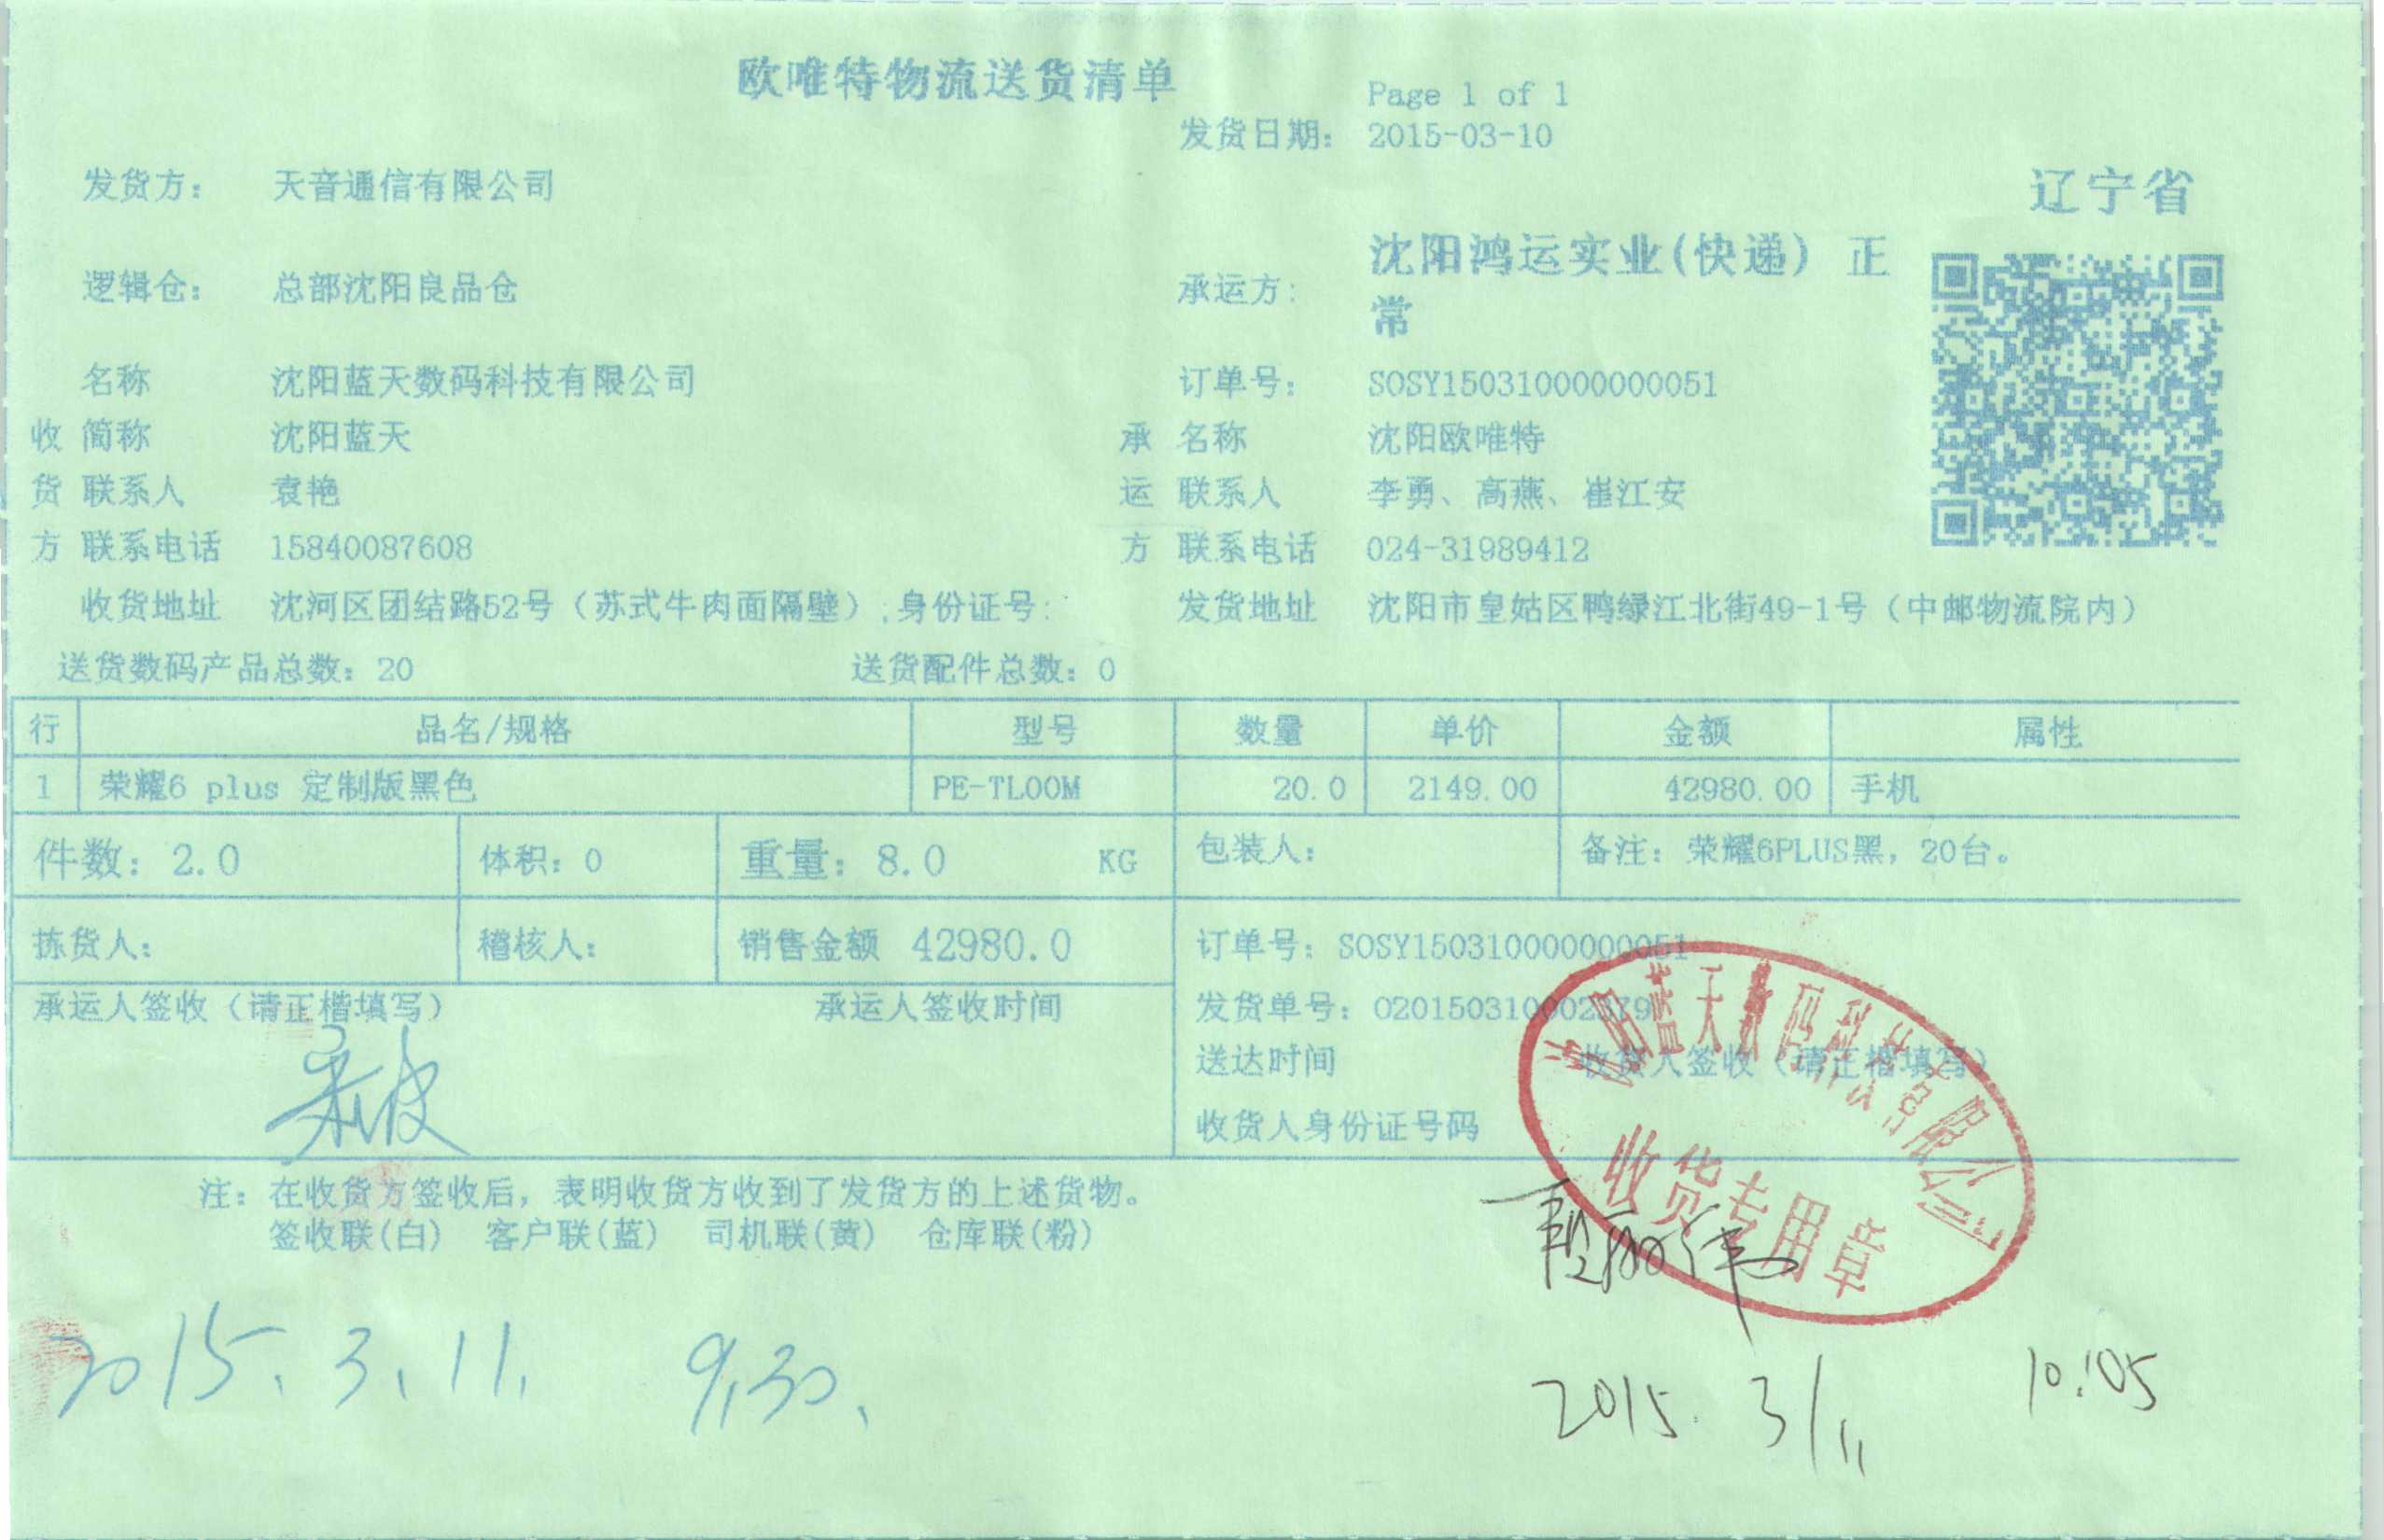 欧唯特物流送货清单
Page 1 of 1
发货日期: 2015-03-10
发货方: 天音通信有限公司
辽宁省
逻辑仓: 总部沈阳良品仓
承运方: 沈阳鸿运实业(快递) 正
常
名称 沈阳蓝天数码科技有限公司
订单号: SOSY150310000000051
收 简称 沈阳蓝天
承 名称 沈阳欧唯特
货 联系人 袁艳
运 联系人 李勇、高燕、崔江安
方 联系电话 15840087608
方 联系电话 024-31989412
收货地址 沈河区团结路52号（苏式牛肉面隔壁）;身份证号:
发货地址 沈阳市皇姑区鸭绿江北街49-1号（中邮物流院内）
送货数码产品总数: 20 送货配件总数: 0
行 品名/规格 型号 数量 单价 金额 属性
1 荣耀6 plus 定制版黑色 PE-TL00M 20.0 2149.00 42980.00 手机
件数: 2.0 体积: 0 重量: 8.0 KG 包装人: 备注: 荣耀6PLUS黑, 20台。
拣货人: 稽核人: 销售金额 42980.0
订单号: SOSY150310000000051
承运人签收（请正楷填写） 承运人签收时间
发货单号:
送达时间 收货人签收（请正楷填写）
收货人身份证号码
沈阳蓝天数码科技有限公司
收货专用章
注: 在收货方签收后, 表明收货方收到了发货方的上述货物。
签收联(白) 客户联(蓝) 司机联(黄) 仓库联(粉)
2015.3.11. 9:30.
2015. 3/11 10:05